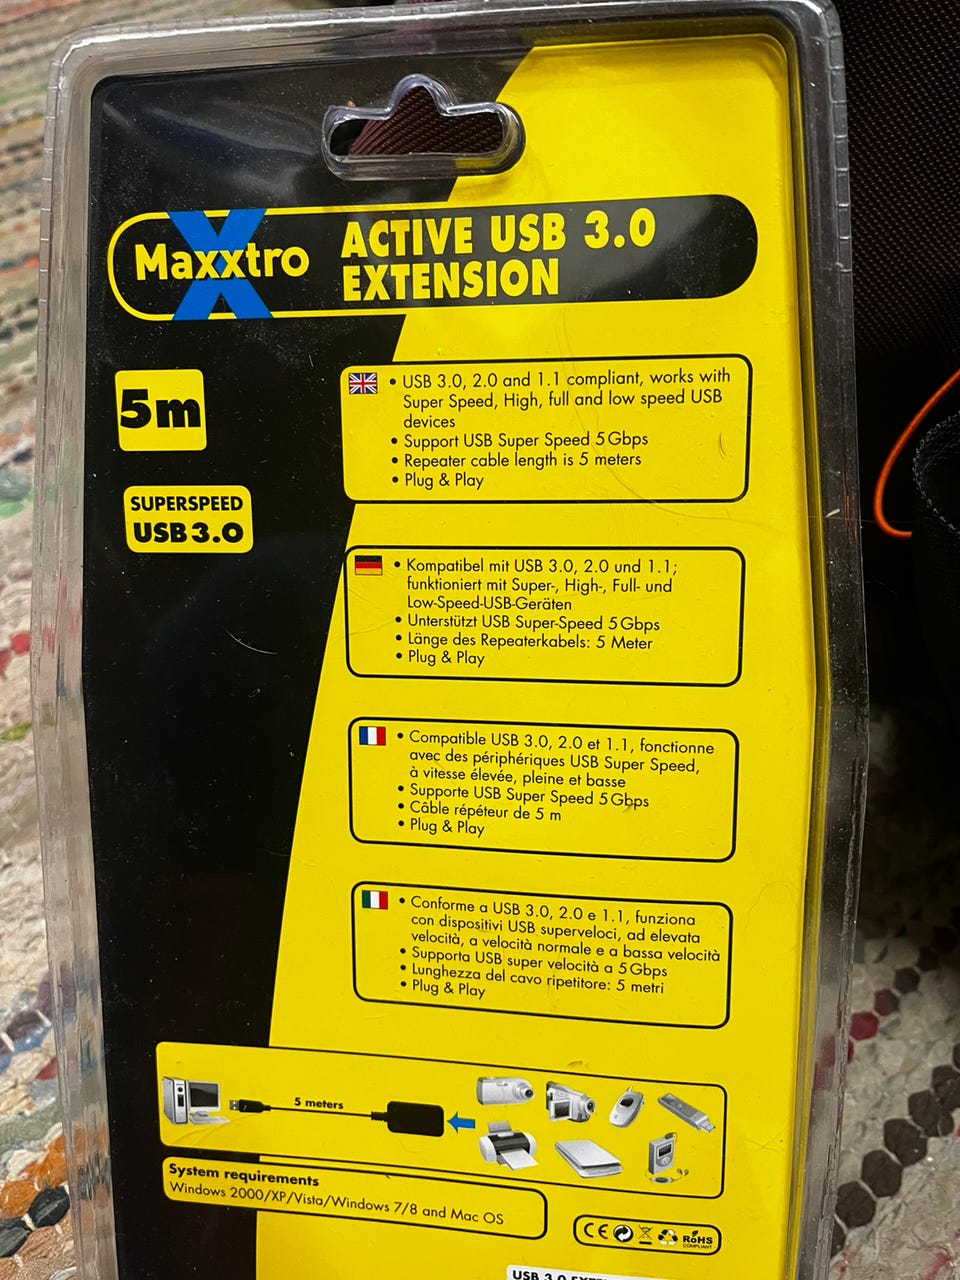 Maxxtro
ACTIVE USB 3.0
EXTENSION
5m
SUPERSPEED
USB 3.0
• USB 3.0, 2.0 and 1.1 compliant, works with
Super Speed, High, full and low speed USB
devices
• Support USB Super Speed 5Gbps
• Repeater cable length is 5 meters
• Plug & Play
• Kompatibel mit USB 3.0, 2.0 und 1.1;
funktioniert mit Super-, High-, Full- und
Low-Speed-USB-Geräten
• Unterstützt USB Super-Speed 5Gbps
• Länge des Repeaterkabels: 5 Meter
• Plug & Play
• Compatible USB 3.0, 2.0 et 1.1, fonctionne
avec des périphériques USB Super Speed,
à vitesse élevée, pleine et basse
• Supporte USB Super Speed 5Gbps
• Câble répéteur de 5 m
• Plug & Play
• Conforme a USB 3.0, 2.0 e 1.1, funziona
con dispositivi USB superveloci, ad elevata
velocità, a velocità normale e a bassa velocità
• Supporta USB super velocità a 5Gbps
• Lunghezza del cavo ripetitore: 5 metri
• Plug & Play
5 meters
System requirements
Windows 2000/XP/Vista/Windows 7/8 and Mac OS
CE
RoHS
COMPLIANT
USB 3.0